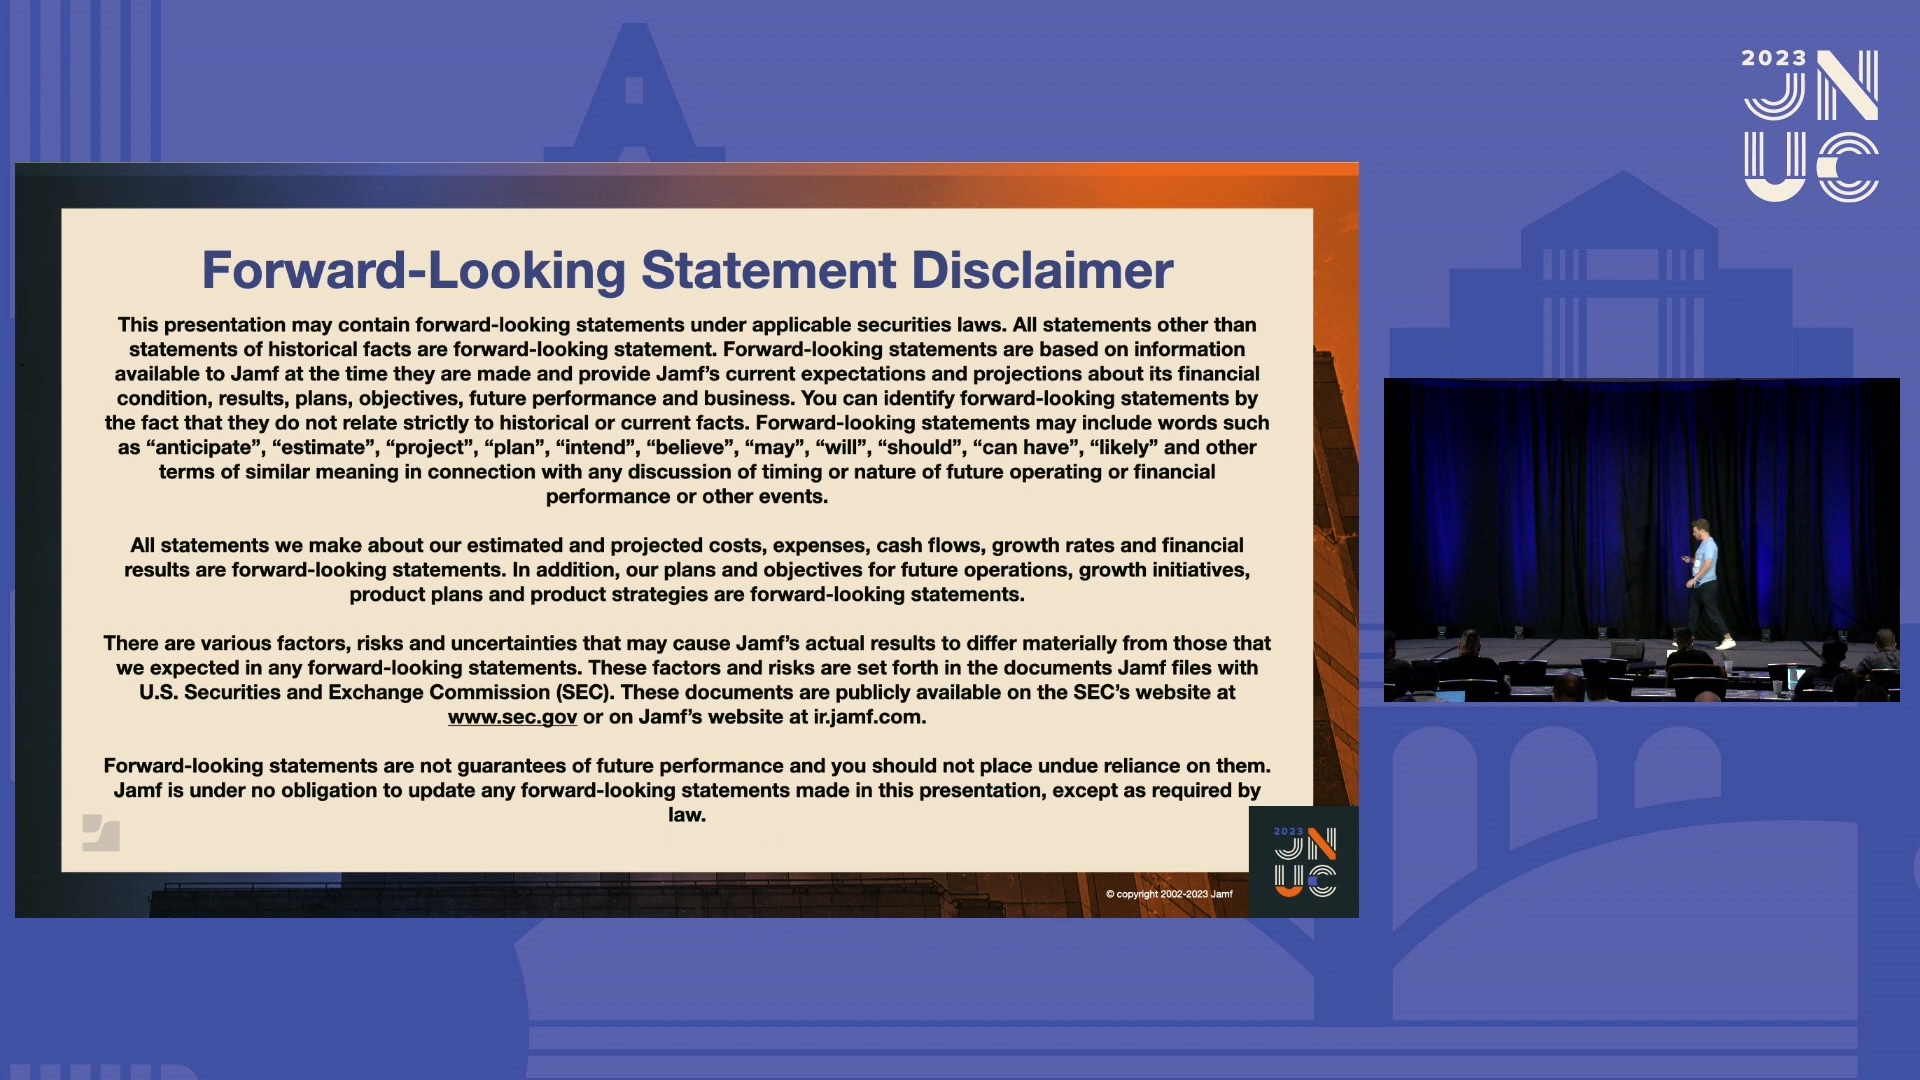 2023
JN
UC
Forward-Looking Statement Disclaimer
This presentation may contain forward-looking statements under applicable securities laws. All statements other than
statements of historical facts are forward-looking statement. Forward-looking statements are based on information
available to Jamf at the time they are made and provide Jamf’s current expectations and projections about its financial
condition, results, plans, objectives, future performance and business. You can identify forward-looking statements by
the fact that they do not relate strictly to historical or current facts. Forward-looking statements may include words such
as “anticipate”, “estimate”, “project”, “plan”, “intend”, “believe”, “may”, “will”, “should”, “can have”, “likely” and other
terms of similar meaning in connection with any discussion of timing or nature of future operating or financial
performance or other events.
All statements we make about our estimated and projected costs, expenses, cash flows, growth rates and financial
results are forward-looking statements. In addition, our plans and objectives for future operations, growth initiatives,
product plans and product strategies are forward-looking statements.
There are various factors, risks and uncertainties that may cause Jamf’s actual results to differ materially from those that
we expected in any forward-looking statements. These factors and risks are set forth in the documents Jamf files with
U.S. Securities and Exchange Commission (SEC). These documents are publicly available on the SEC’s website at
www.sec.gov or on Jamf’s website at ir.jamf.com.
Forward-looking statements are not guarantees of future performance and you should not place undue reliance on them.
Jamf is under no obligation to update any forward-looking statements made in this presentation, except as required by
law.
2023
JN
UC
© copyright 2002-2023 Jamf